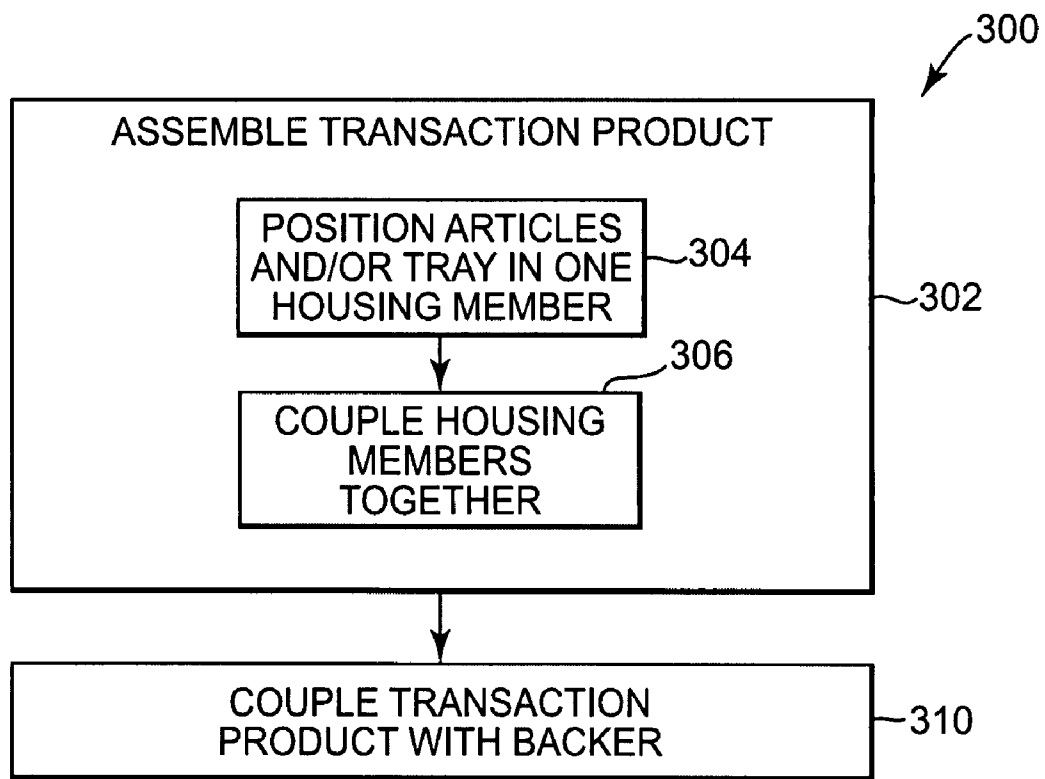 300
ASSEMBLE TRANSACTION PRODUCT
POSITION ARTICLES
AND/OR TRAY IN ONE
HOUSING MEMBER
304
302
306
COUPLE HOUSING
MEMBERS
TOGETHER
COUPLE TRANSACTION
PRODUCT WITH BACKER
310